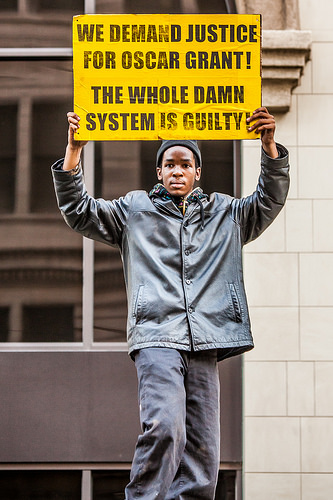 WE DEMAND JUSTICE
FOR OSCAR GRANT!
THE WHOLE DAMN
SYSTEM IS GUILTY!